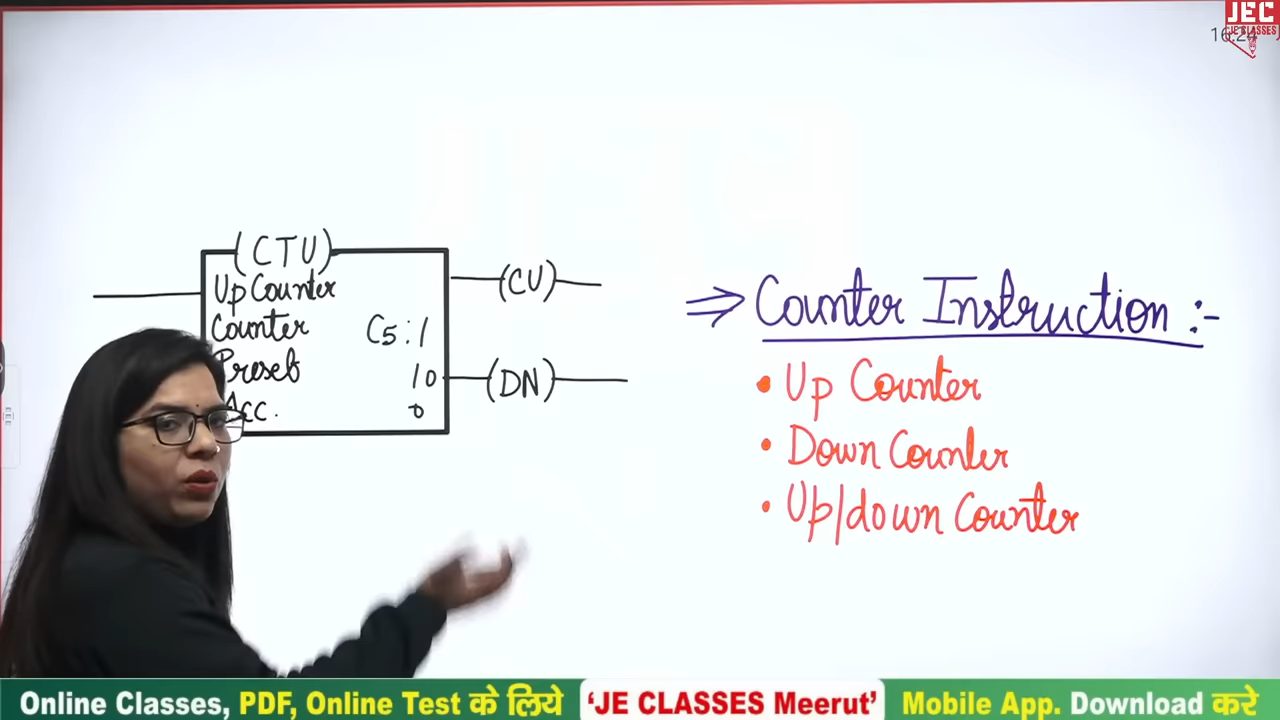 JEC
JE CLASSES
(CTU)
Up Counter
Counter C5:1
Preset 10
Acc. 0
(CU)
(DN)
⇒ Counter Instruction :-
• Up Counter
• Down Counter
• Up/down Counter
Online Classes, PDF, Online Test के लिये 'JE CLASSES Meerut' Mobile App. Download करे